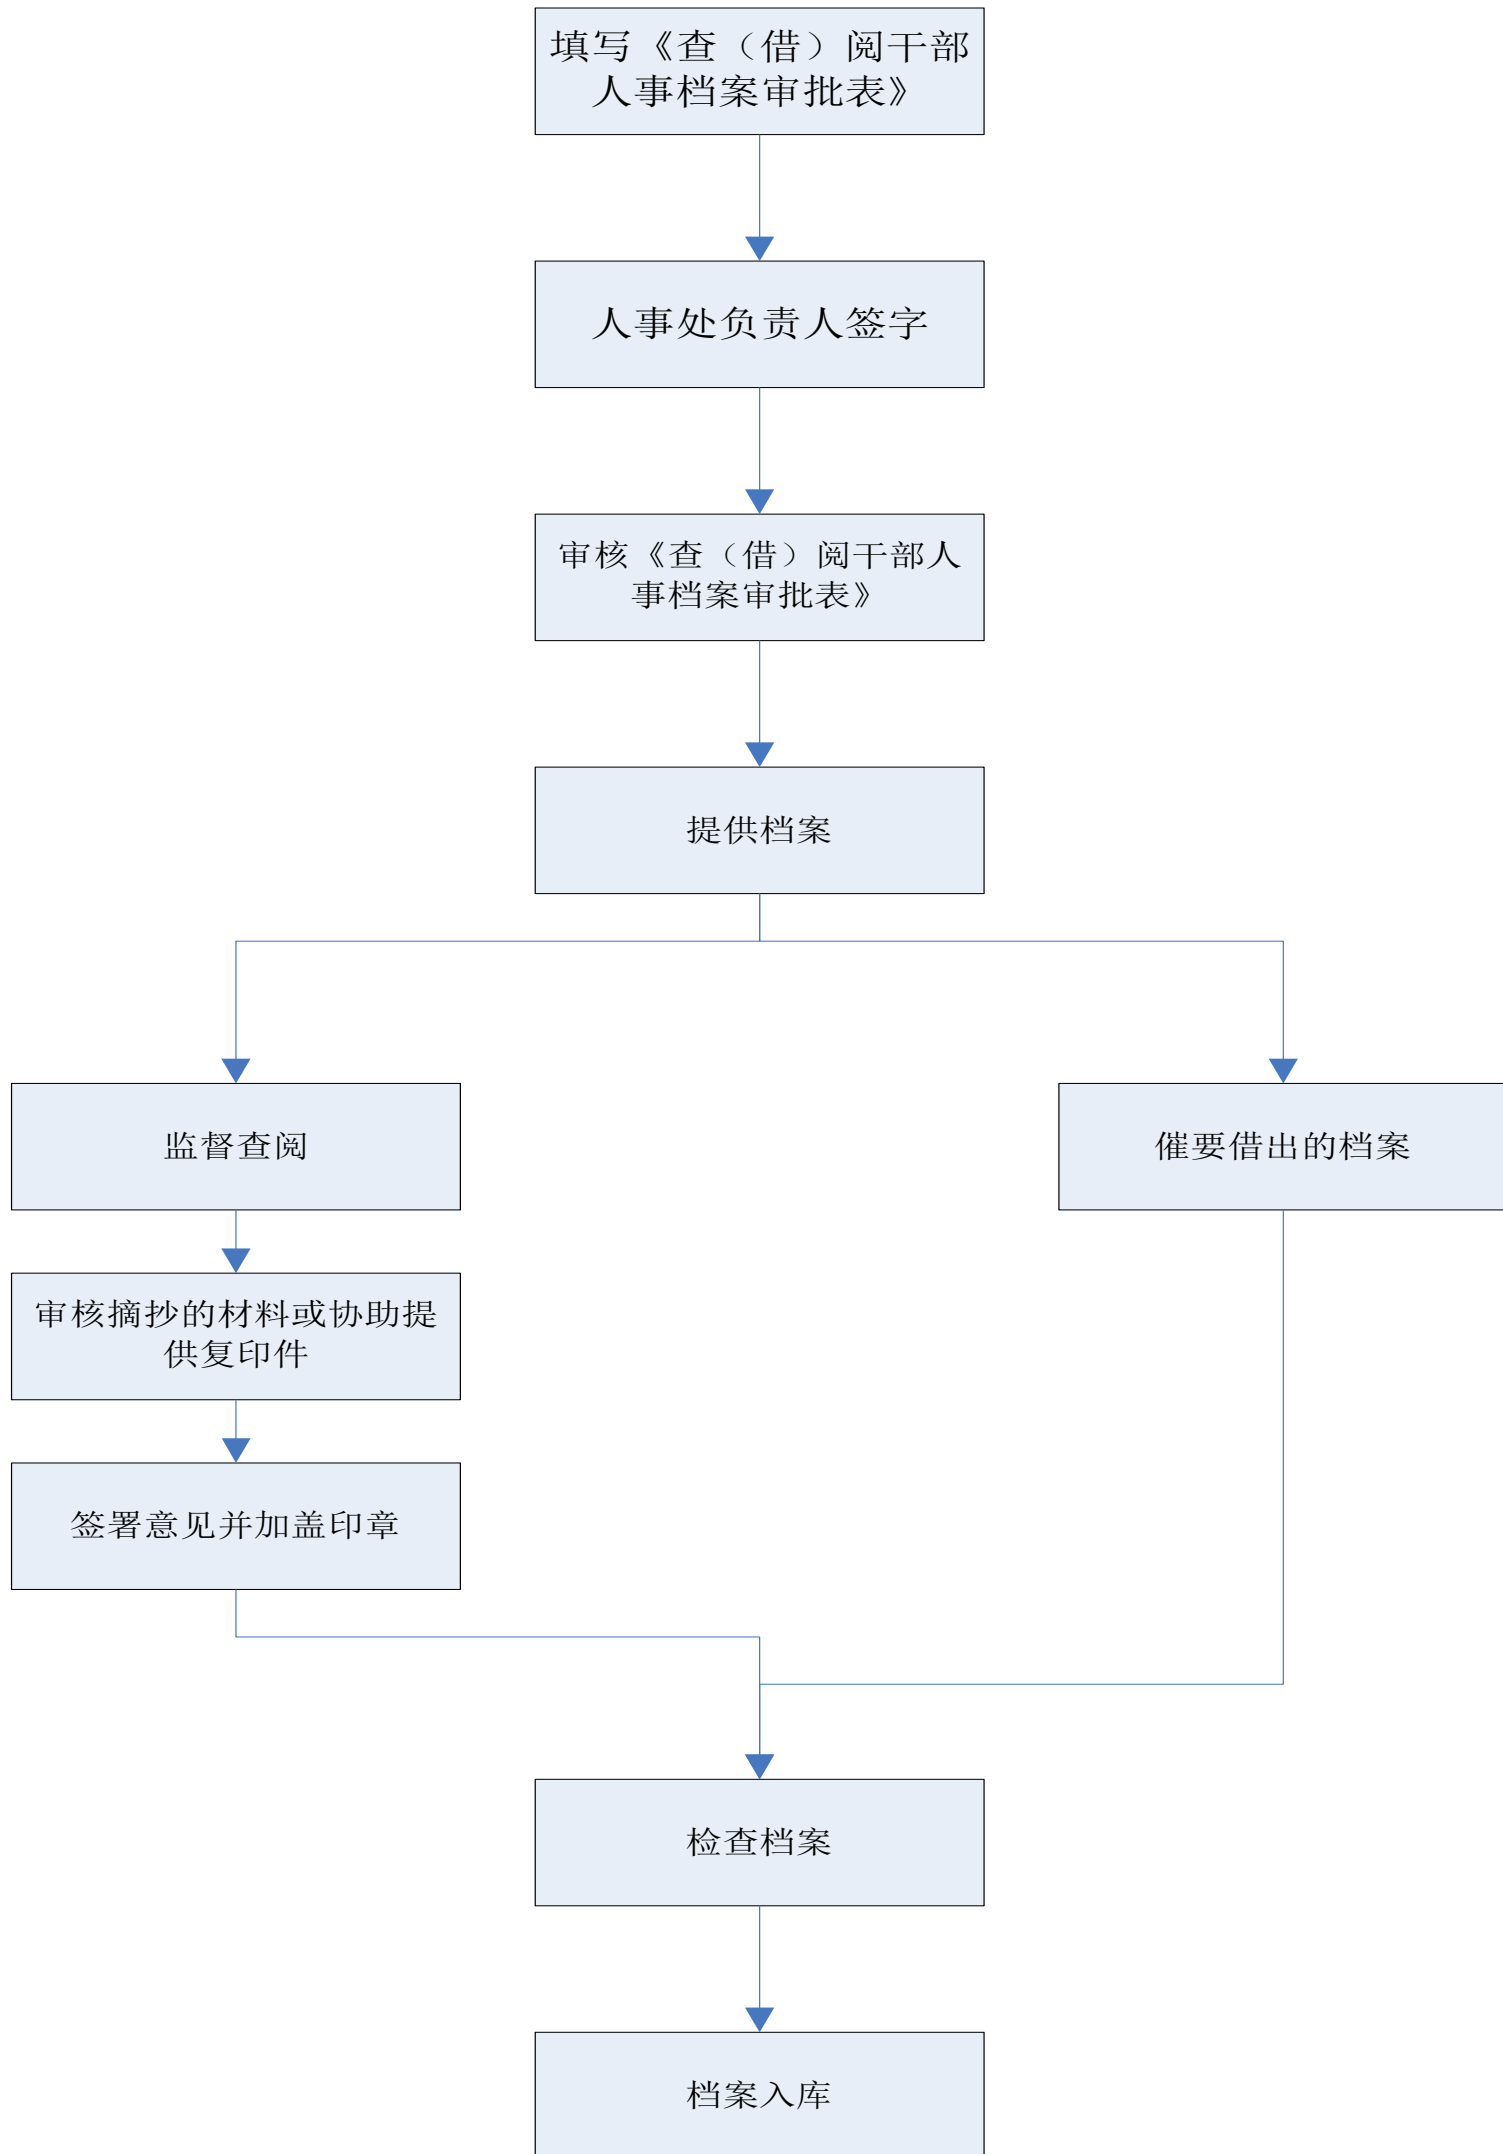 填写《查（借）阅干部
人事档案审批表》
人事处负责人签字
审核《查（借）阅干部人
事档案审批表》
提供档案
监督查阅
催要借出的档案
审核摘抄的材料或协助提
供复印件
签署意见并加盖印章
检查档案
档案入库